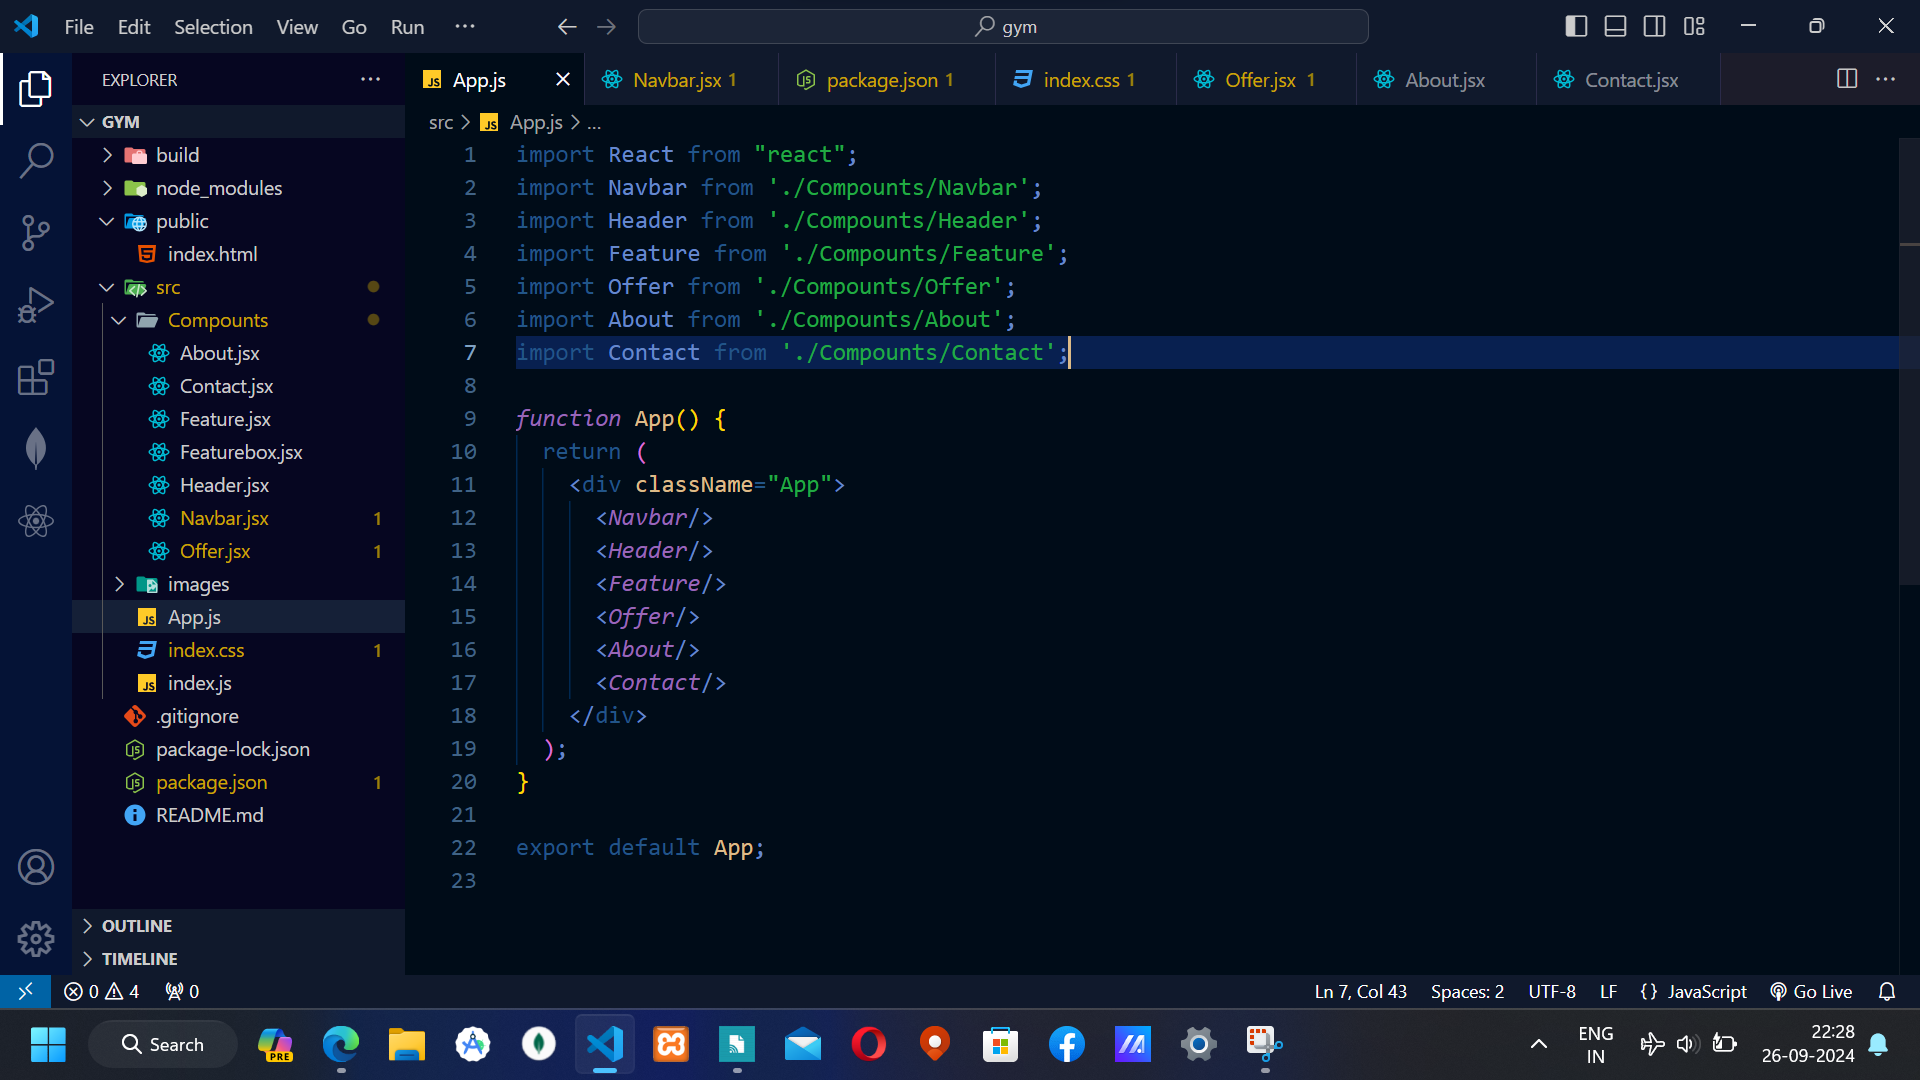 File Edit Selection View Go Run ··· gym
EXPLORER ···
GYM
build
node_modules
public
index.html
src
Compounts
About.jsx
Contact.jsx
Feature.jsx
Featurebox.jsx
Header.jsx
Navbar.jsx 1
Offer.jsx 1
images
App.js
index.css 1
index.js
.gitignore
package-lock.json
package.json 1
README.md
OUTLINE
TIMELINE
App.js Navbar.jsx 1 package.json 1 index.css 1 Offer.jsx 1 About.jsx Contact.jsx
src > JS App.js > ...
1 import React from "react";
2 import Navbar from './Compounts/Navbar';
3 import Header from './Compounts/Header';
4 import Feature from './Compounts/Feature';
5 import Offer from './Compounts/Offer';
6 import About from './Compounts/About';
7 import Contact from './Compounts/Contact';
8
9 function App() {
10 return (
11 <div className="App">
12 <Navbar/>
13 <Header/>
14 <Feature/>
15 <Offer/>
16 <About/>
17 <Contact/>
18 </div>
19 );
20 }
21
22 export default App;
23
0 4 0 Ln 7, Col 43 Spaces: 2 UTF-8 LF {} JavaScript Go Live
Search PRE ENG
IN
22:28
26-09-2024